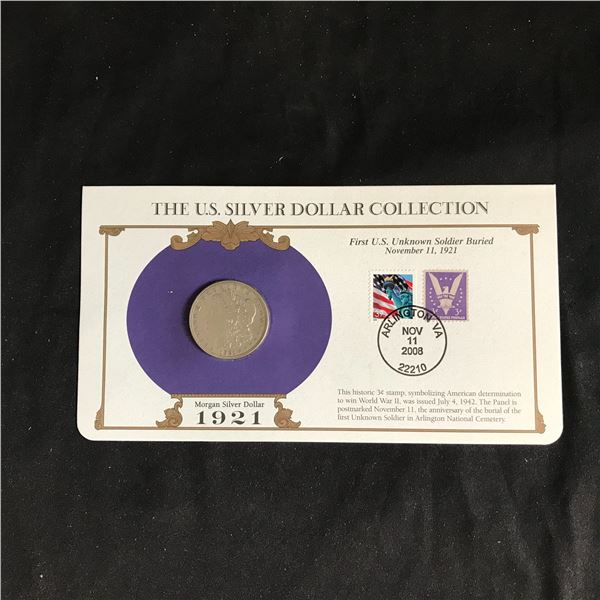 THE U.S. SILVER DOLLAR COLLECTION
First U.S. Unknown Soldier Buried
November 11, 1921
ARLINGTON VA
NOV
11
2008
22210
Morgan Silver Dollar
1921
This historic 3¢ stamp, symbolizing American determination
to win World War II, was issued July 4, 1942. The Panel is
postmarked November 11, the anniversary of the burial of the
first Unknown Soldier in Arlington National Cemetery.